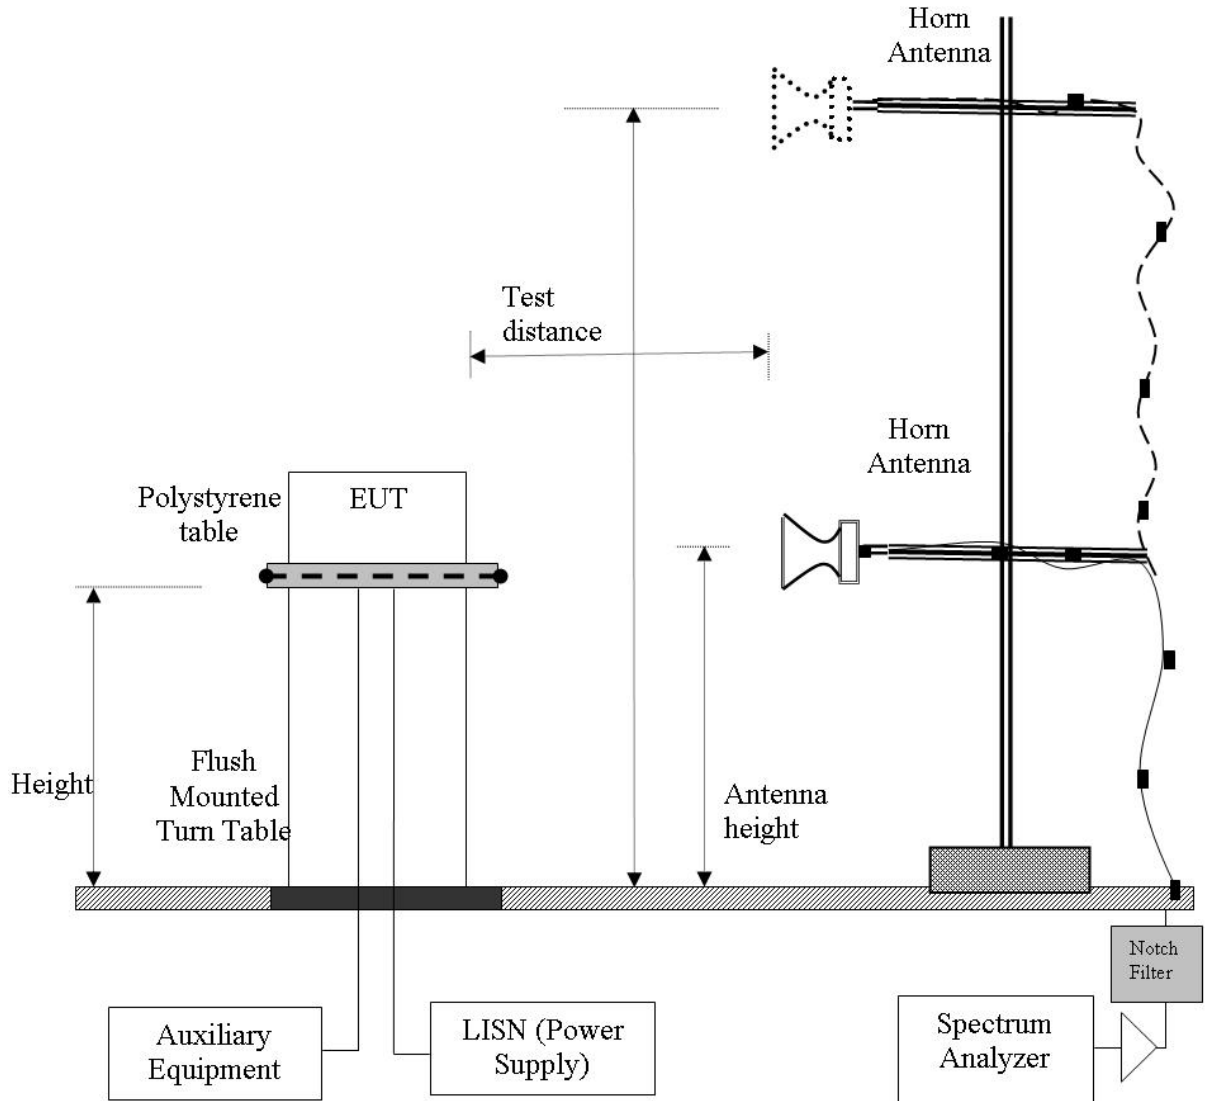 Horn
Antenna
Test
distance
Horn
Antenna
Polystyrene
table
EUT
Height
Flush
Mounted
Turn Table
Antenna
height
Notch
Filter
Auxiliary
Equipment
LISN (Power
Supply)
Spectrum
Analyzer